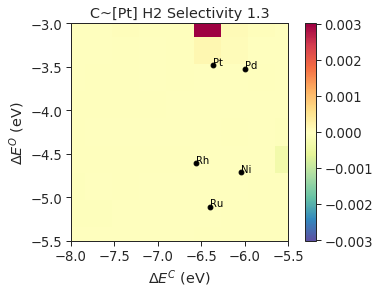 C~[Pt] H2 Selectivity 1.3
−3.0
−3.5
−4.0
−4.5
−5.0
−5.5
ΔE^O (eV)
Pt
Pd
Rh
Ni
Ru
−8.0 −7.5 −7.0 −6.5 −6.0 −5.5
ΔE^C (eV)
0.003
0.002
0.001
0.000
−0.001
−0.002
−0.003